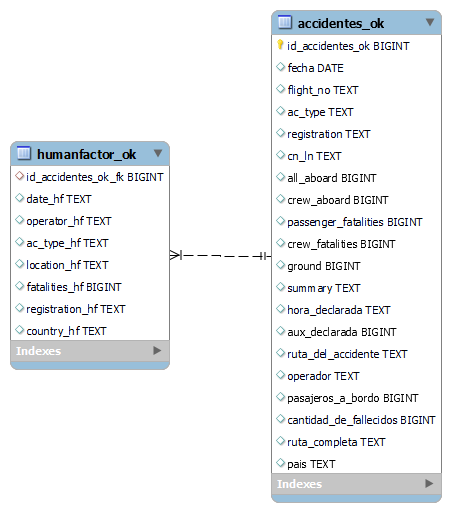 humanfactor_ok
id_accidentes_ok_fk BIGINT
date_hf TEXT
operator_hf TEXT
ac_type_hf TEXT
location_hf TEXT
fatalities_hf BIGINT
registration_hf TEXT
country_hf TEXT
Indexes
accidentes_ok
id_accidentes_ok BIGINT
fecha DATE
flight_no TEXT
ac_type TEXT
registration TEXT
cn_ln TEXT
all_aboard BIGINT
crew_aboard BIGINT
passenger_fatalities BIGINT
crew_fatalities BIGINT
ground BIGINT
summary TEXT
hora_declarada TEXT
aux_declarada BIGINT
ruta_del_accidente TEXT
operador TEXT
pasajeros_a_bordo BIGINT
cantidad_de_fallecidos BIGINT
ruta_completa TEXT
pais TEXT
Indexes